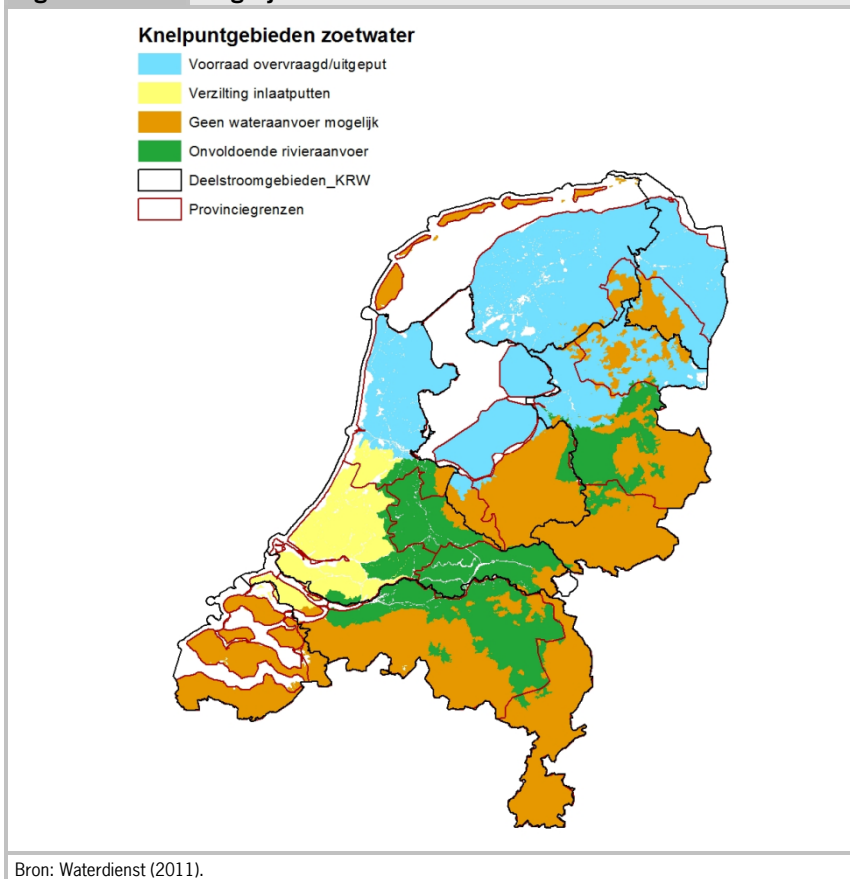 Knelpuntgebieden zoetwater
Voorraad overvraagd/uitgeput
Verzilting inlaatputten
Geen wateraanvoer mogelijk
Onvoldoende rivieraanvoer
Deelstroomgebieden_KRW
Provinciegrenzen
Bron: Waterdienst (2011).